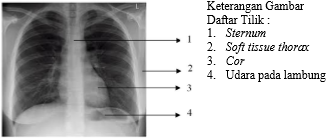 L
1
2
3
4
Keterangan Gambar
Daftar Tilik :
1. Sternum
2. Soft tissue thorax
3. Cor
4. Udara pada lambung